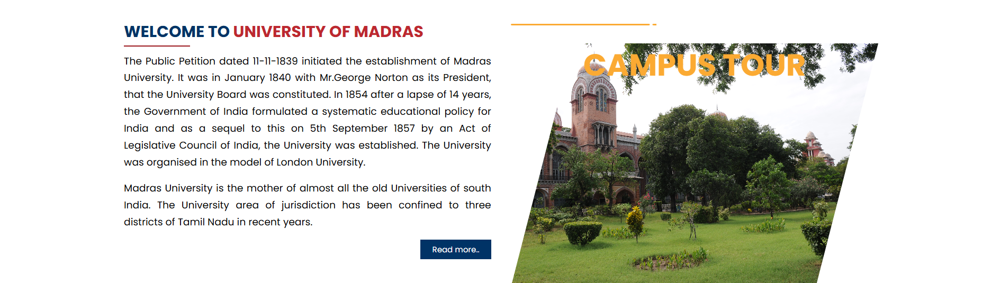 WELCOME TO UNIVERSITY OF MADRAS
The Public Petition dated 11-11-1839 initiated the establishment of Madras
University. It was in January 1840 with Mr.George Norton as its President,
that the University Board was constituted. In 1854 after a lapse of 14 years,
the Government of India formulated a systematic educational policy for
India and as a sequel to this on 5th September 1857 by an Act of
Legislative Council of India, the University was established. The University
was organised in the model of London University.
Madras University is the mother of almost all the old Universities of south
India. The University area of jurisdiction has been confined to three
districts of Tamil Nadu in recent years.
Read more..
CAMPUS TOUR